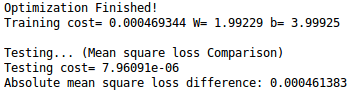 Optimization Finished!
Training cost= 0.000469344 W= 1.99229 b= 3.99925
Testing... (Mean square loss Comparison)
Testing cost= 7.96091e-06
Absolute mean square loss difference: 0.000461383